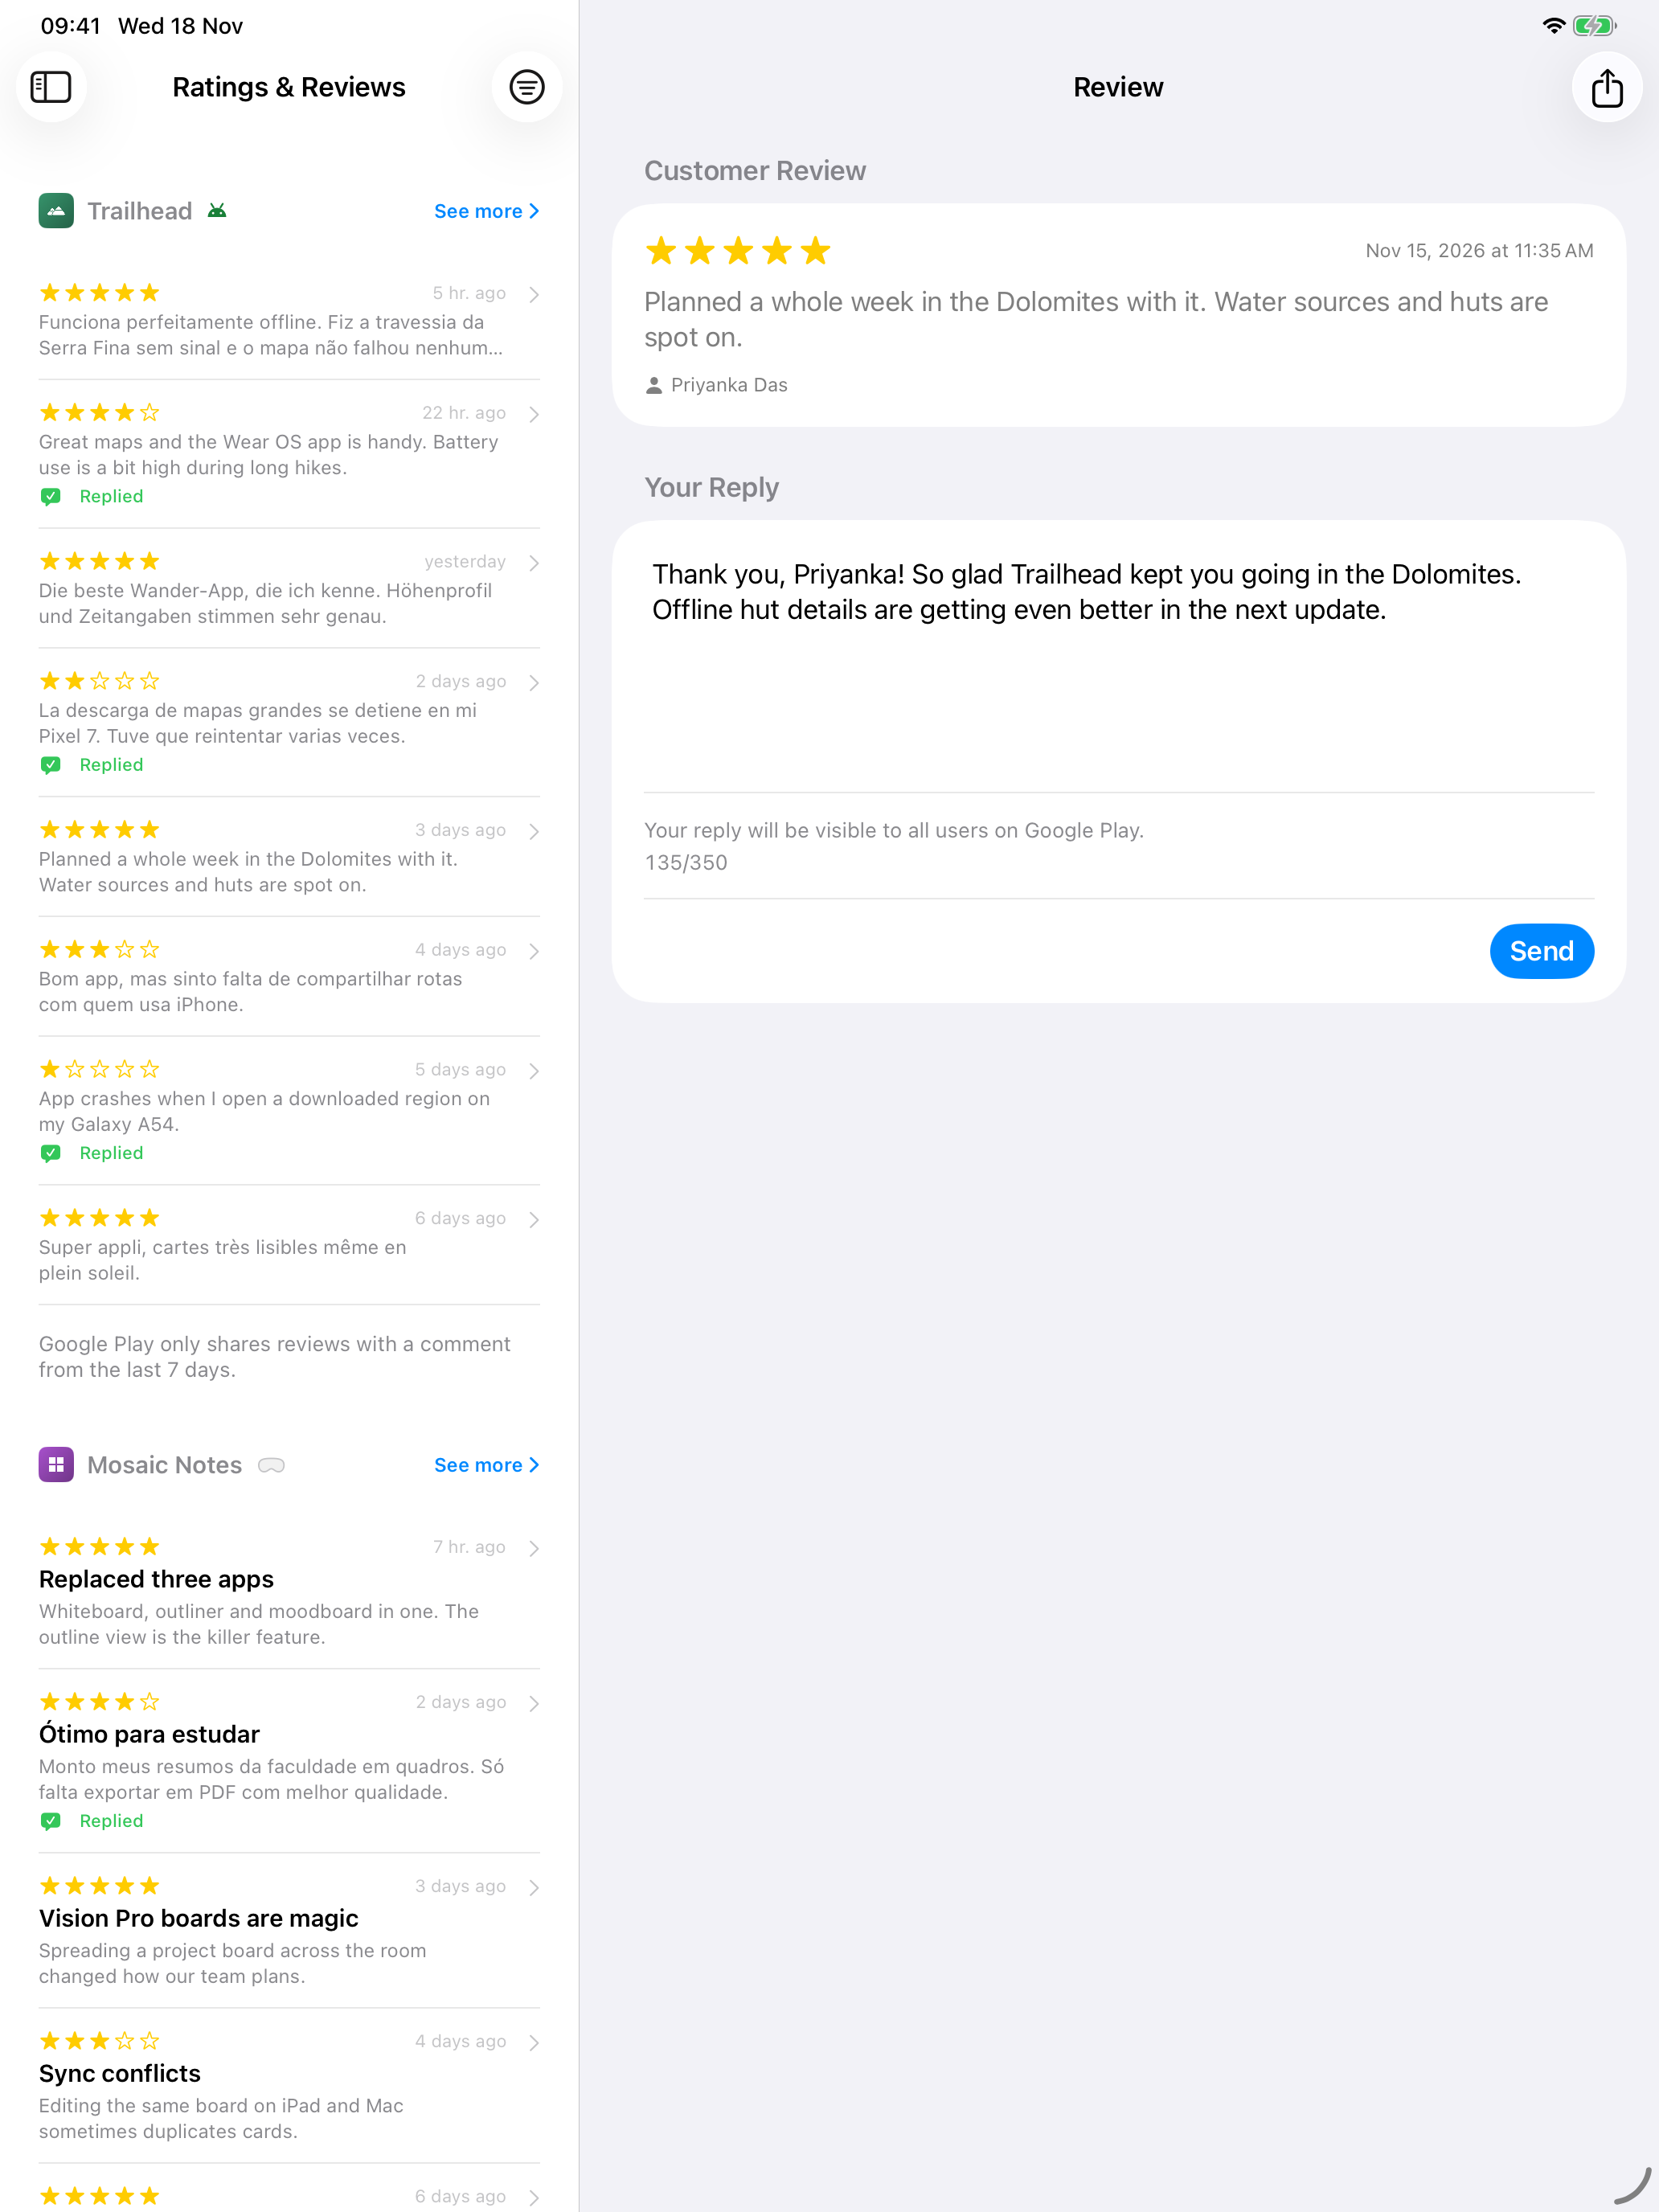 09:41 Wed 18 Nov
Ratings & Reviews
Trailhead
See more
5 hr. ago
Funciona perfeitamente offline. Fiz a travessia da
Serra Fina sem sinal e o mapa não falhou nenhum...
22 hr. ago
Great maps and the Wear OS app is handy. Battery
use is a bit high during long hikes.
Replied
yesterday
Die beste Wander-App, die ich kenne. Höhenprofil
und Zeitangaben stimmen sehr genau.
2 days ago
La descarga de mapas grandes se detiene en mi
Pixel 7. Tuve que reintentar varias veces.
Replied
3 days ago
Planned a whole week in the Dolomites with it.
Water sources and huts are spot on.
4 days ago
Bom app, mas sinto falta de compartilhar rotas
com quem usa iPhone.
5 days ago
App crashes when I open a downloaded region on
my Galaxy A54.
Replied
6 days ago
Super appli, cartes très lisibles même en
plein soleil.
Google Play only shares reviews with a comment
from the last 7 days.
Mosaic Notes
See more
7 hr. ago
Replaced three apps
Whiteboard, outliner and moodboard in one. The
outline view is the killer feature.
2 days ago
Ótimo para estudar
Monto meus resumos da faculdade em quadros. Só
falta exportar em PDF com melhor qualidade.
Replied
3 days ago
Vision Pro boards are magic
Spreading a project board across the room
changed how our team plans.
4 days ago
Sync conflicts
Editing the same board on iPad and Mac
sometimes duplicates cards.
6 days ago
Review
Customer Review
Nov 15, 2026 at 11:35 AM
Planned a whole week in the Dolomites with it. Water sources and huts are
spot on.
Priyanka Das
Your Reply
Thank you, Priyanka! So glad Trailhead kept you going in the Dolomites.
Offline hut details are getting even better in the next update.
Your reply will be visible to all users on Google Play.
135/350
Send